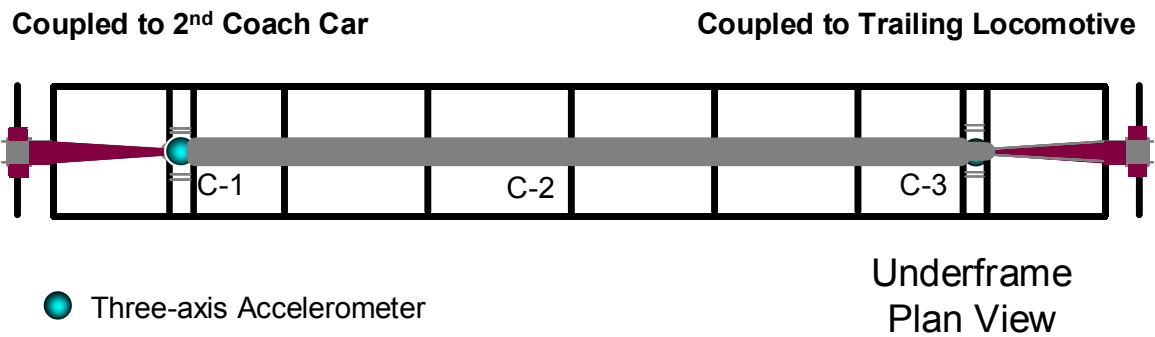 Coupled to 2nd Coach Car
Coupled to Trailing Locomotive
C-1
C-2
C-3
Three-axis Accelerometer
Underframe
Plan View